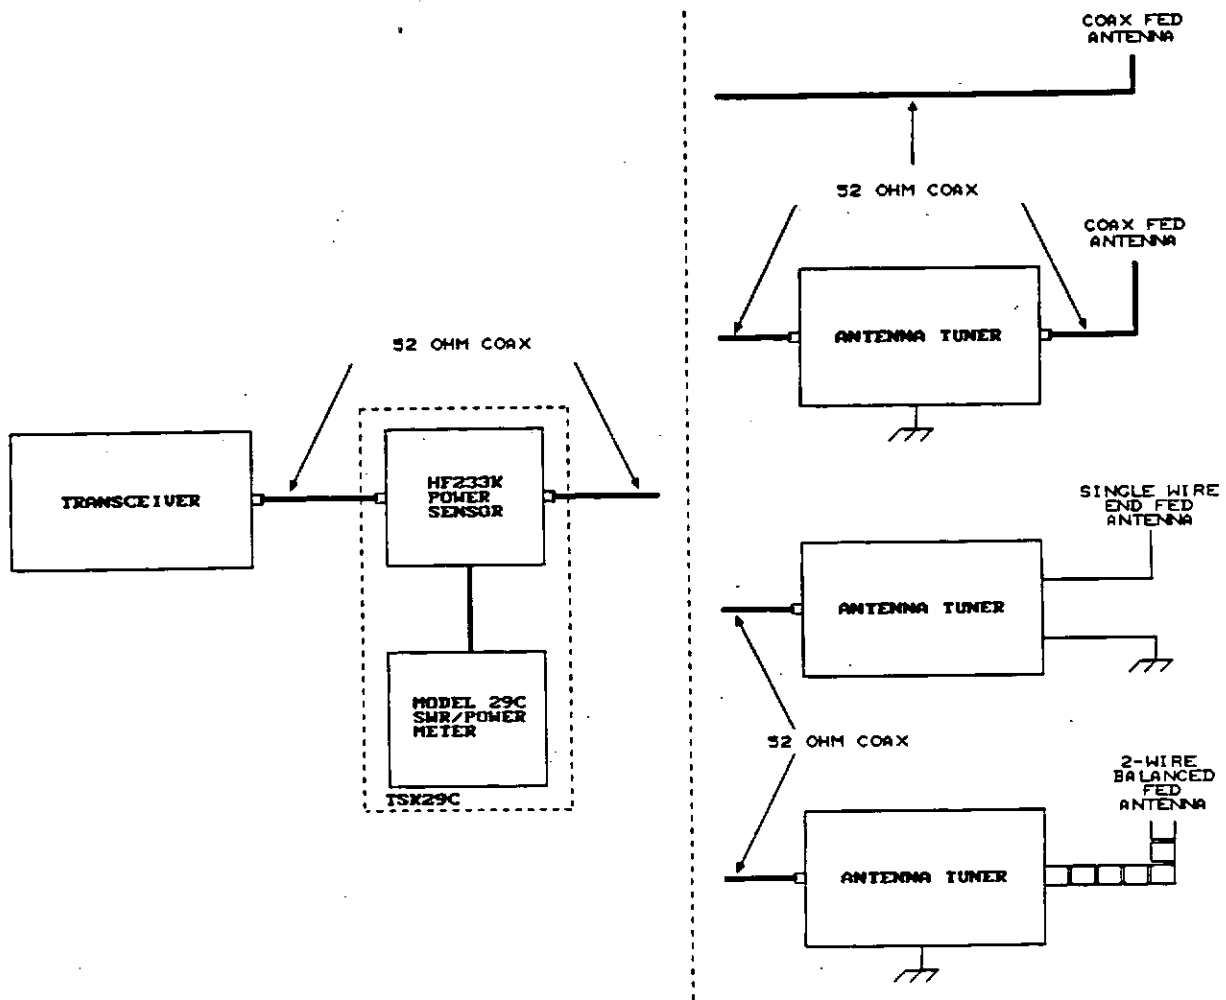 COAX FED
ANTENNA
52 OHM COAX
COAX FED
ANTENNA
ANTENNA TUNER
52 OHM COAX
TRANSCEIVER
HF233K
POWER
SENSOR
MODEL 29C
SWR/POWER
METER
TSK29C
SINGLE WIRE
END FED
ANTENNA
ANTENNA TUNER
52 OHM COAX
2-WIRE
BALANCED
FED
ANTENNA
ANTENNA TUNER